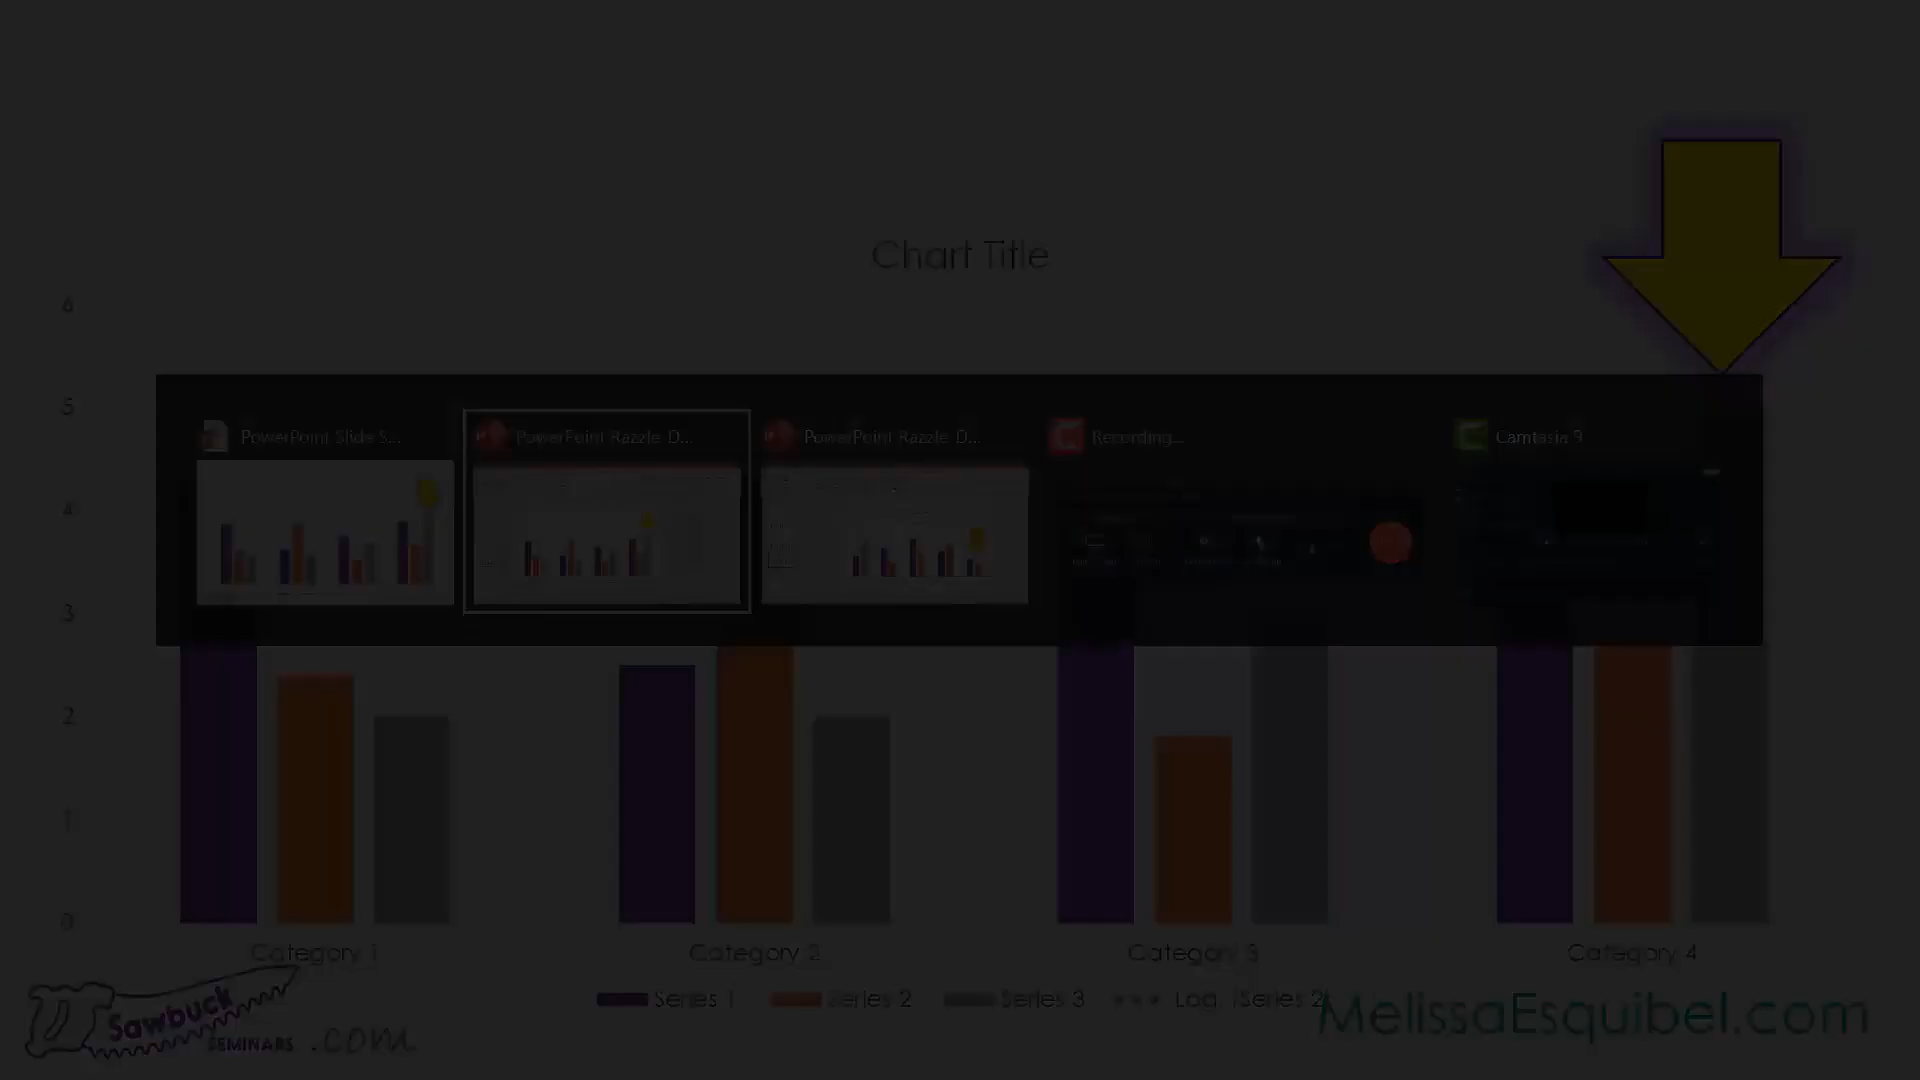 Chart Title
6
5
PowerPoint Slide S...
PowerPoint Razzle D...
PowerPoint Razzle D...
Recording...
Camtasia 9
4
3
2
1
0
Category 1
Category 2
Category 3
Category 4
Series 1
Series 2
Series 3
Log. (Series 2
Sawbuck
SEMINARS .com
MelissaEsquibel.com